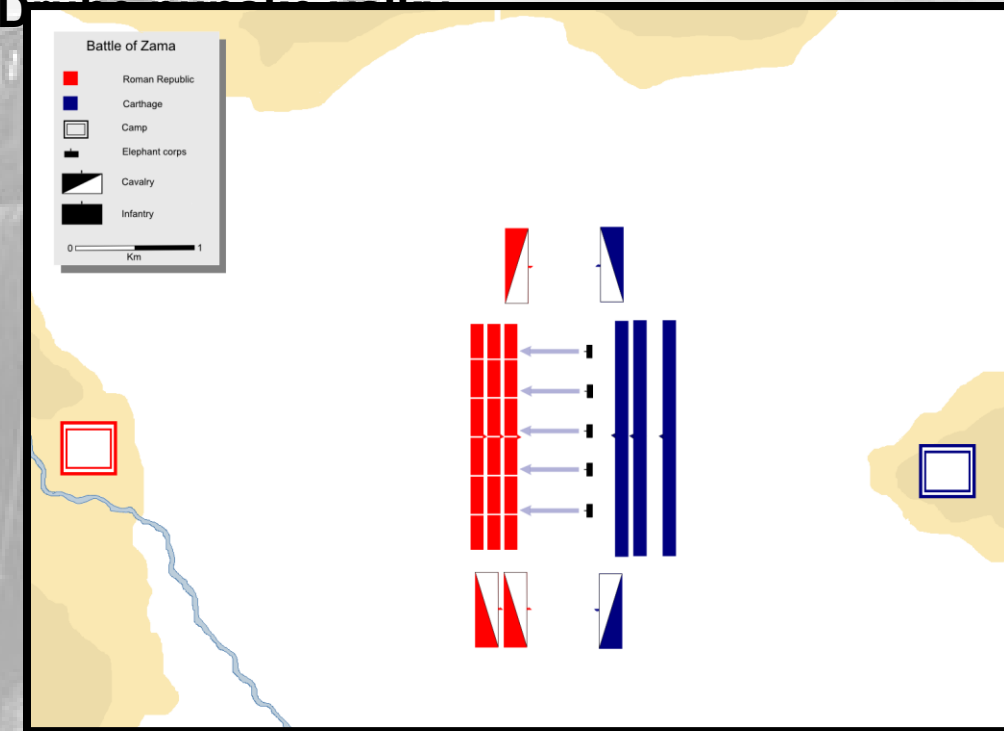 Battle of Zama
Roman Republic
Carthage
Camp
Elephant corps
Cavalry
Infantry
0 1
Km